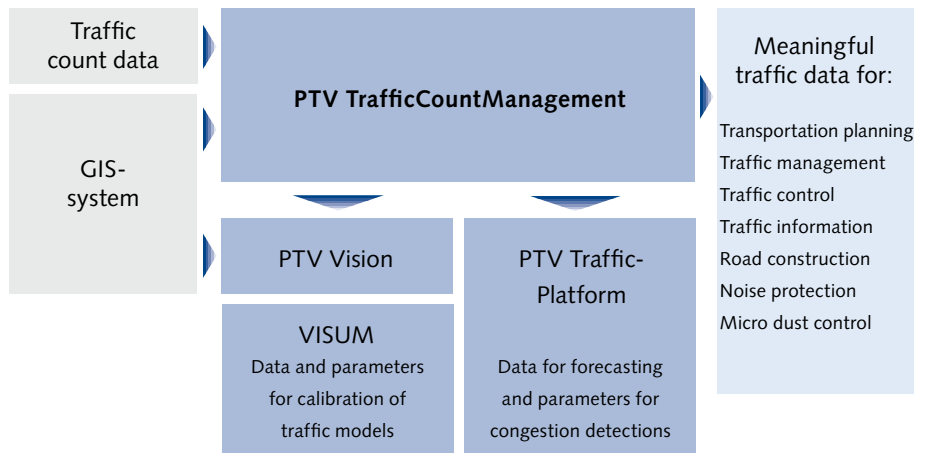 Traffic
count data
GIS-
system
PTV TrafficCountManagement
PTV Vision
VISUM
Data and parameters
for calibration of
traffic models
PTV Traffic-
Platform
Data for forecasting
and parameters for
congestion detections
Meaningful
traffic data for:
Transportation planning
Traffic management
Traffic control
Traffic information
Road construction
Noise protection
Micro dust control